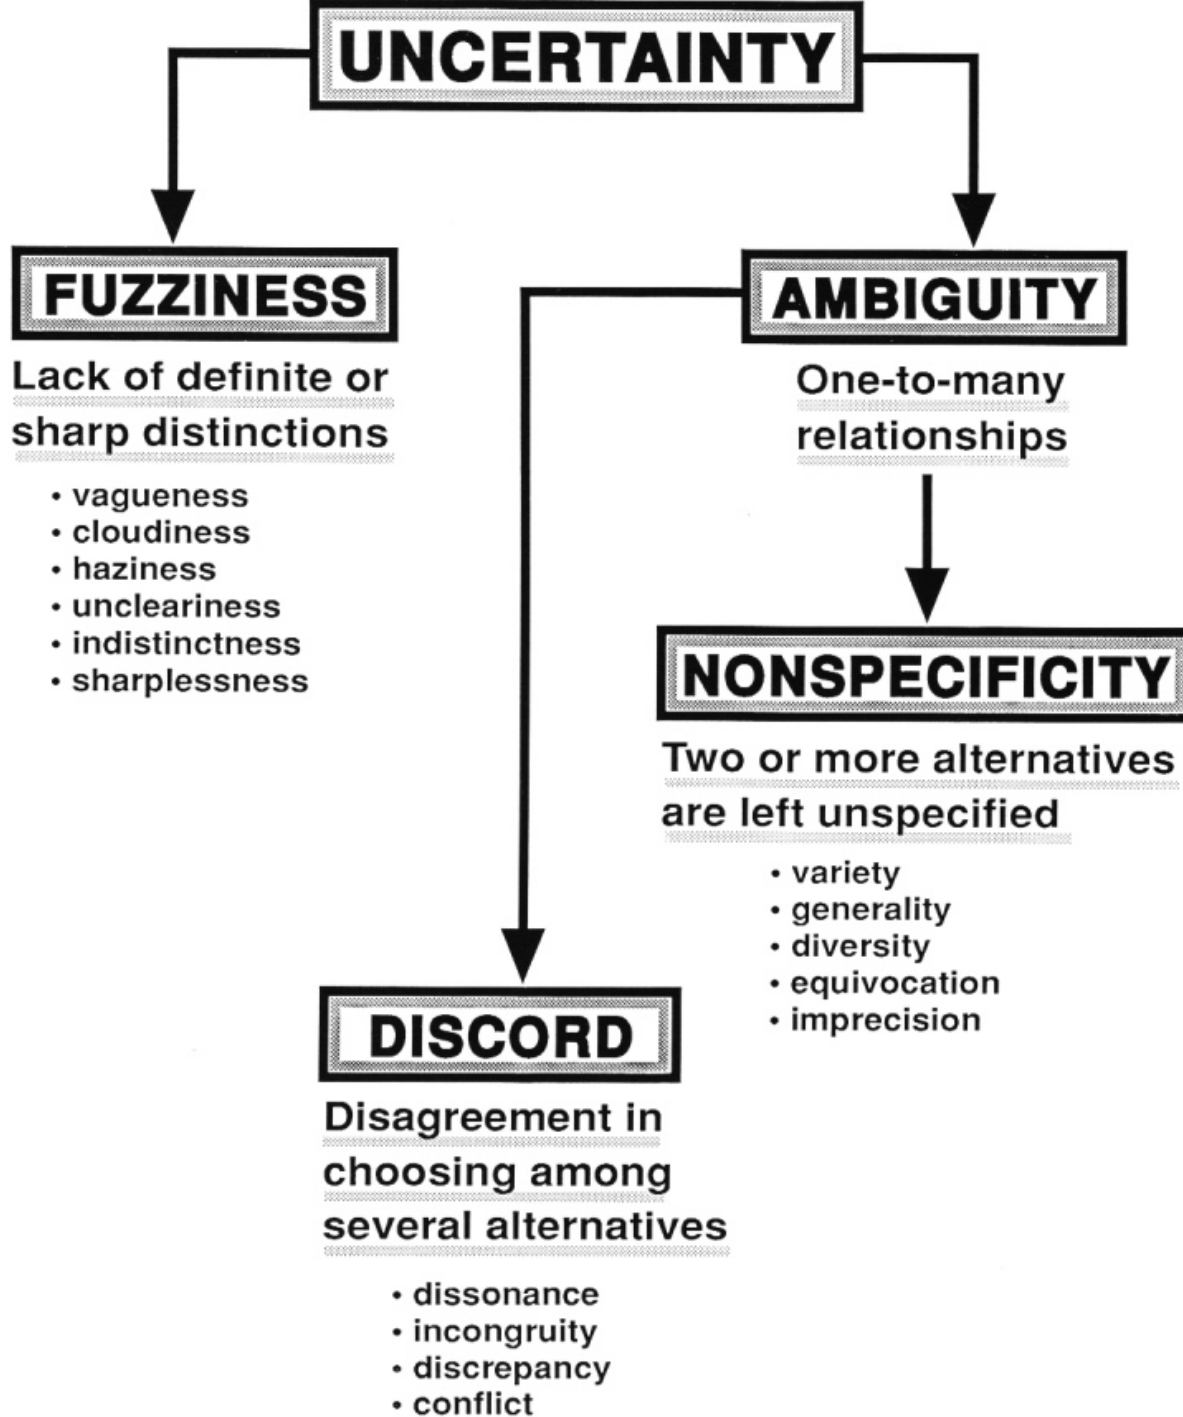 UNCERTAINTY
FUZZINESS
Lack of definite or
sharp distinctions
• vagueness
• cloudiness
• haziness
• uncleariness
• indistinctness
• sharplessness
AMBIGUITY
One-to-many
relationships
NONSPECIFICITY
Two or more alternatives
are left unspecified
• variety
• generality
• diversity
• equivocation
• imprecision
DISCORD
Disagreement in
choosing among
several alternatives
• dissonance
• incongruity
• discrepancy
• conflict